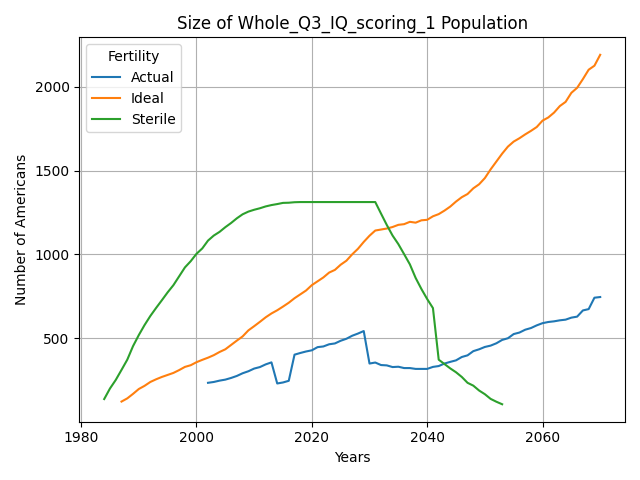 Size of Whole_Q3_IQ_scoring_1 Population
Fertility
Actual
Ideal
Sterile
Number of Americans
2000
1500
1000
500
1980
2000
2020
2040
2060
Years